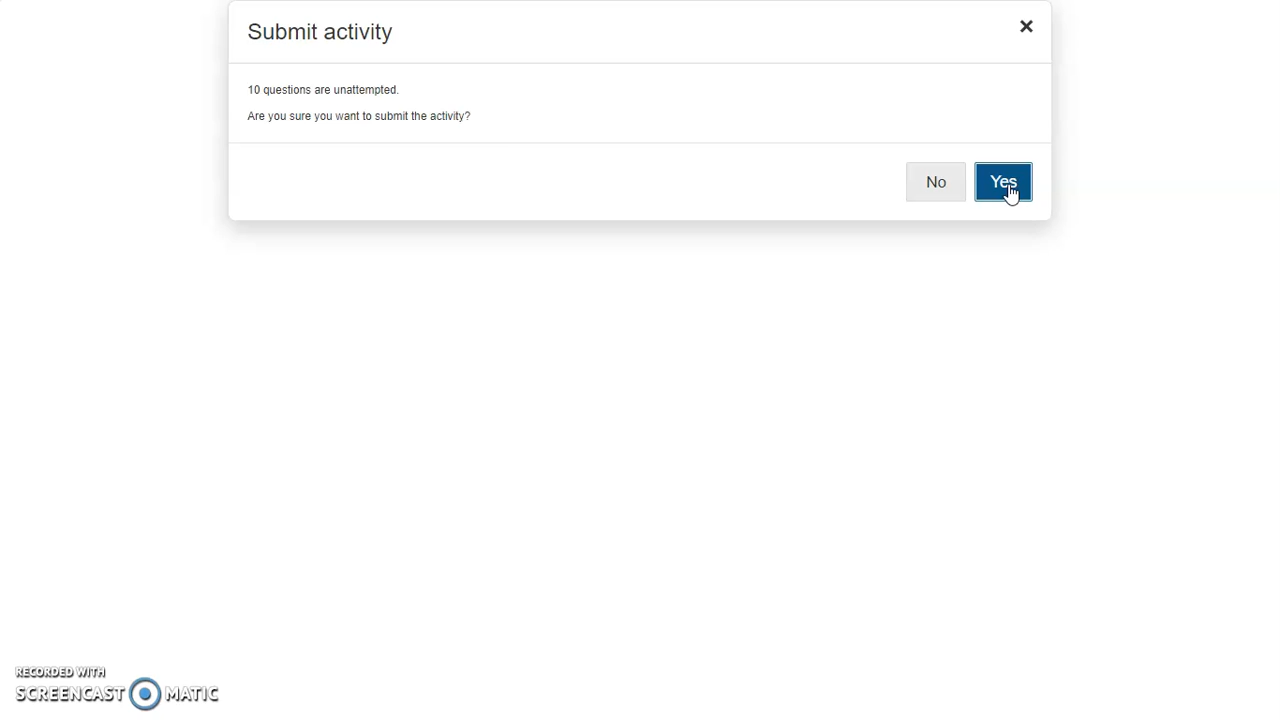 Submit activity
×
10 questions are unattempted.
Are you sure you want to submit the activity?
No Yes
RECORDED WITH
SCREENCAST MATIC